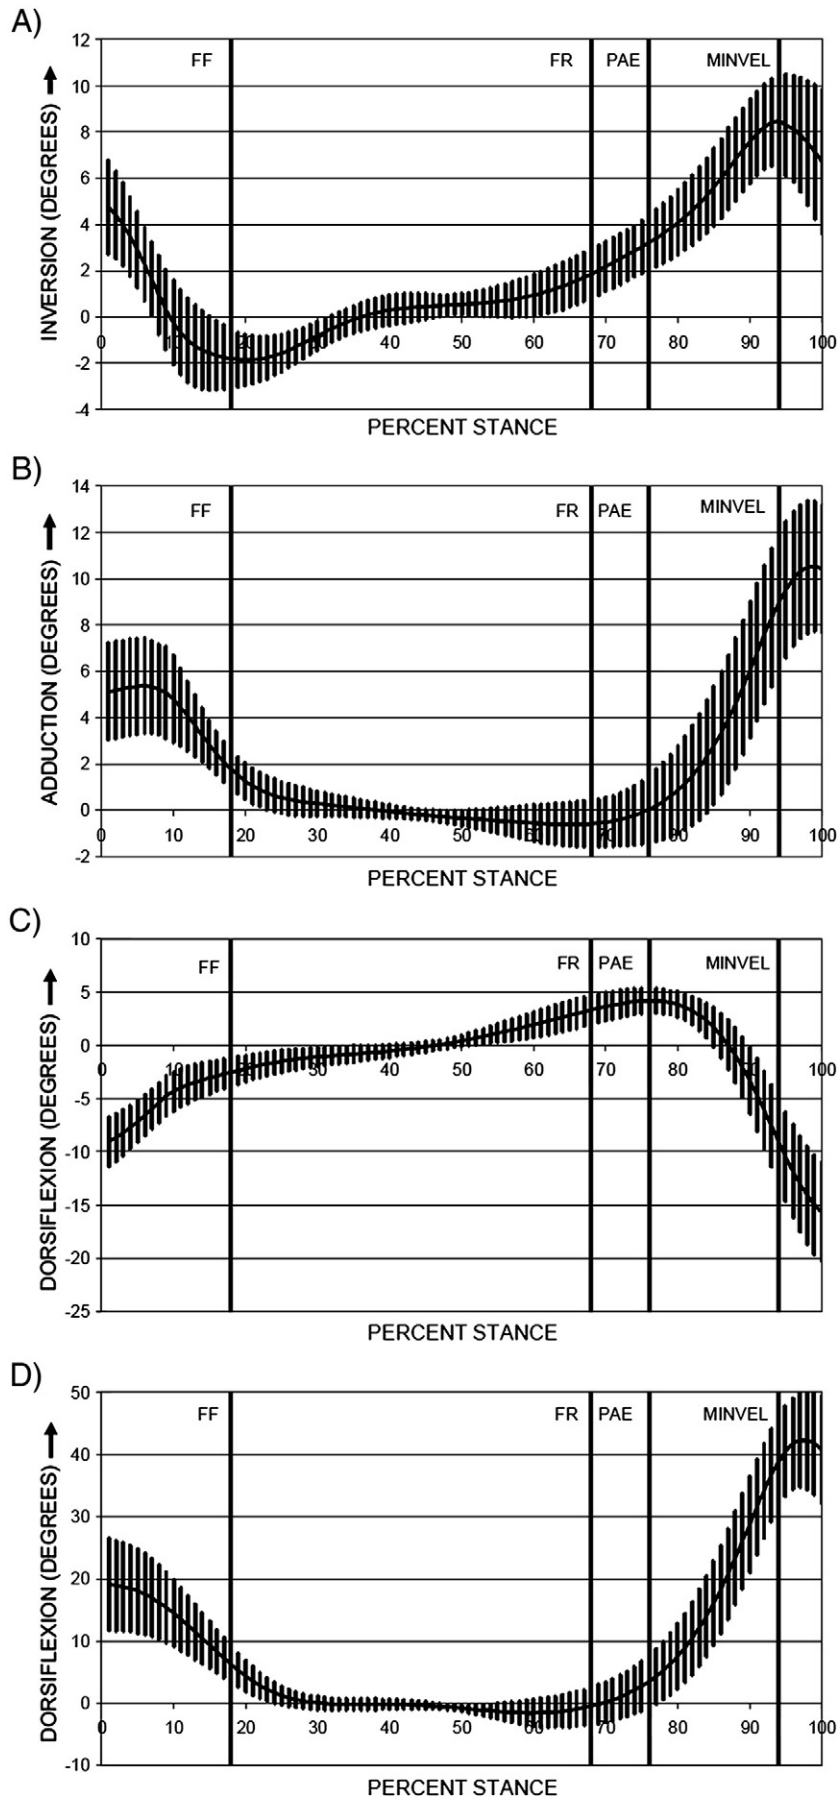 A)
12
FF FR PAE MINVEL
10
8
6
4
2
0
10 20 30 40 50 60 70 80 90 100
0
-2
-4
INVERSION (DEGREES)
PERCENT STANCE
B)
14
FF FR PAE MINVEL
12
10
8
6
4
2
0
0 10 20 30 40 50 60 70 80 90 100
-2
ADDUCTION (DEGREES)
PERCENT STANCE
C)
10
FF FR PAE MINVEL
5
0
0 10 20 30 40 50 60 70 80 90 100
-5
-10
-15
-20
-25
DORSIFLEXION (DEGREES)
PERCENT STANCE
D)
50
FF FR PAE MINVEL
40
30
20
10
0
0 10 20 30 40 50 60 70 80 90 100
-10
DORSIFLEXION (DEGREES)
PERCENT STANCE